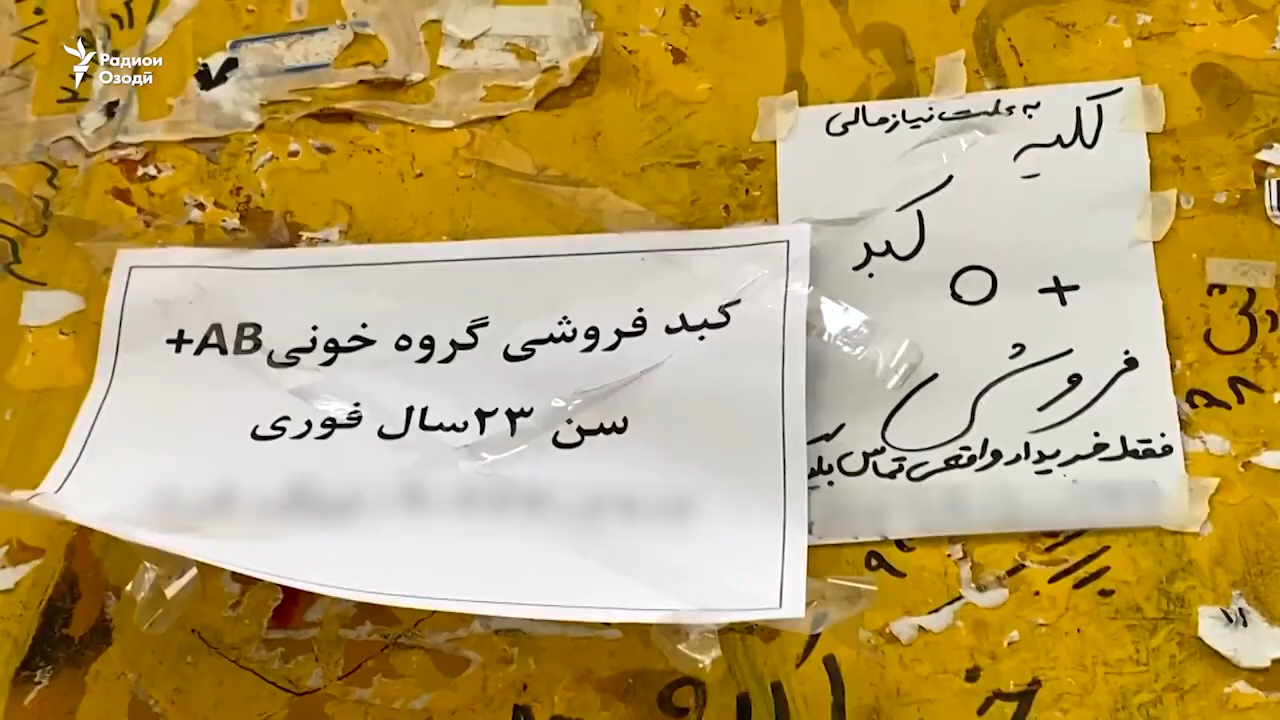 Радиои
Озодӣ
به علت نیاز مالی
کلیه
کبد
O +
فروش
فقط خریدار واقعی تماس
کبد فروشی گروه خونی AB+
سن ۲۳ سال فوری